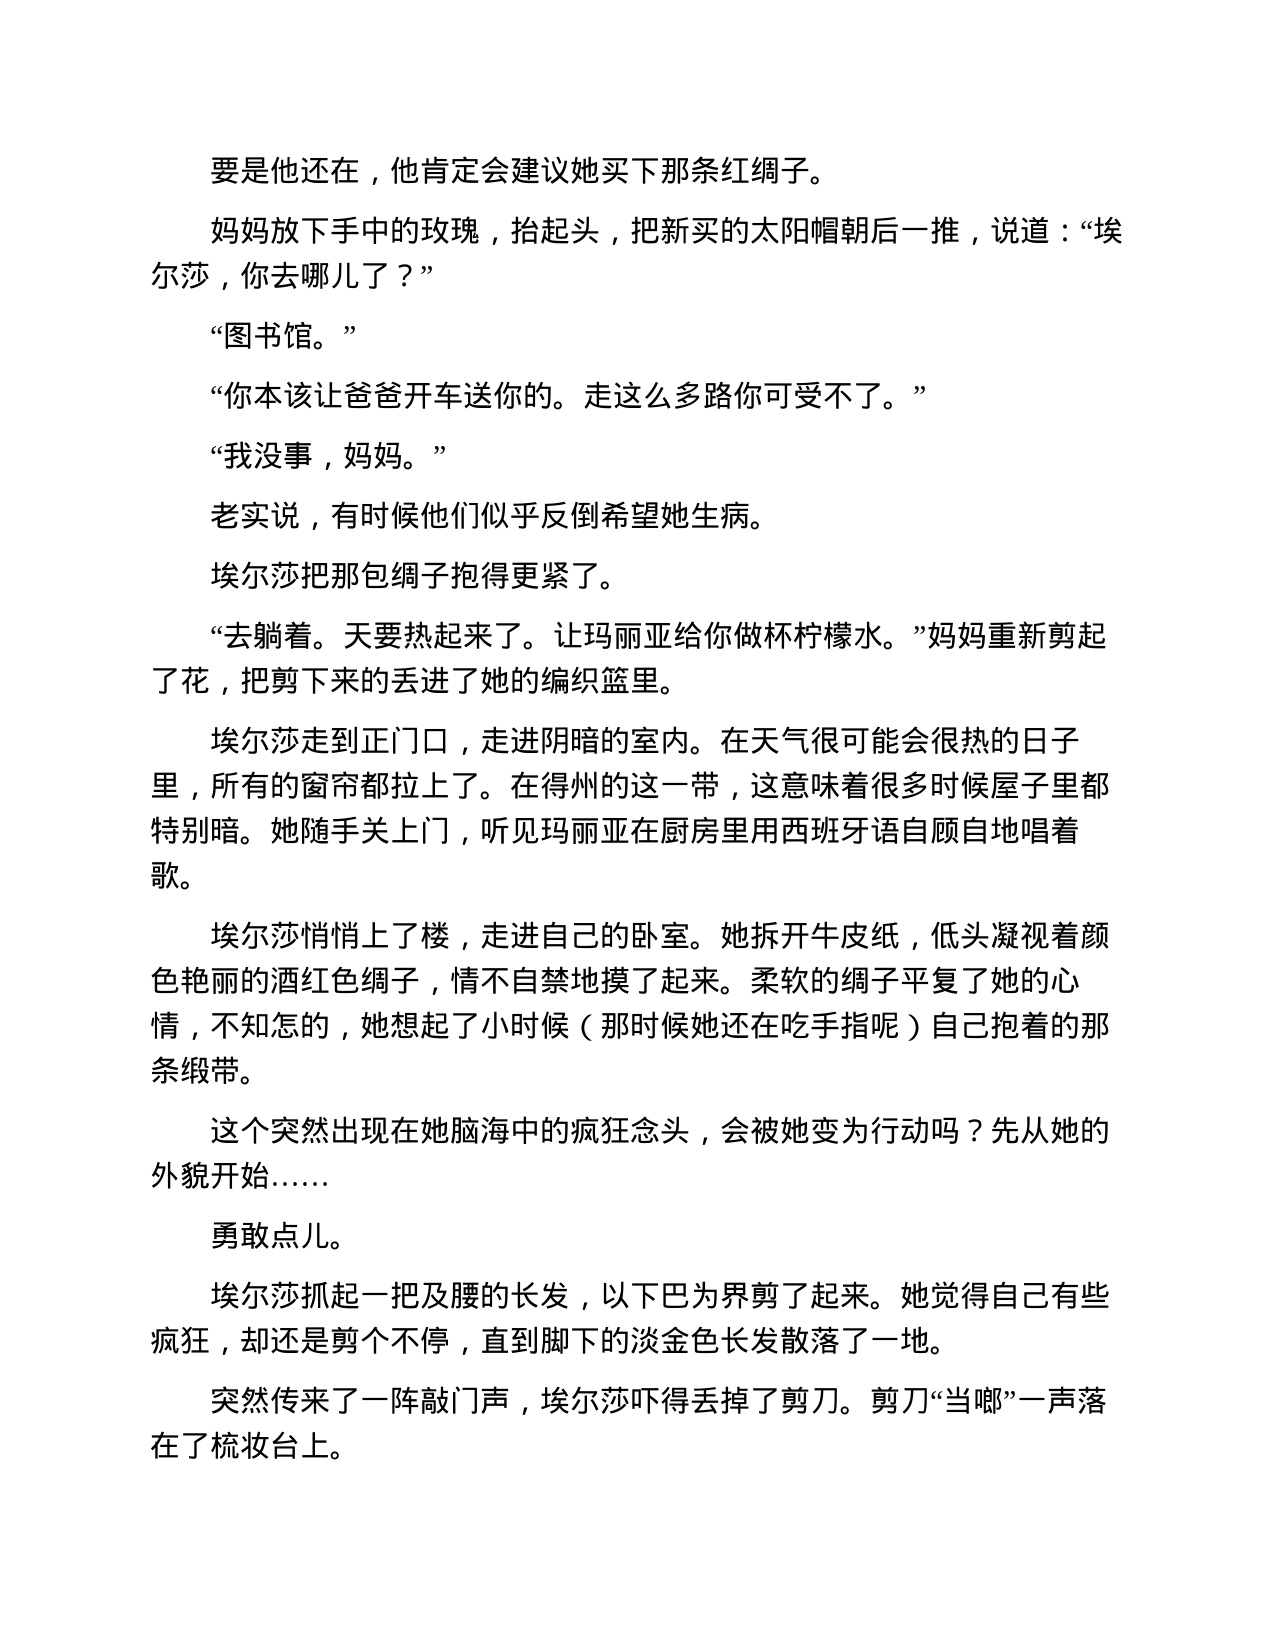 要是他还在，他肯定会建议她买下那条红绸子。
妈妈放下手中的玫瑰，抬起头，把新买的太阳帽朝后一推，说道：“埃
尔莎，你去哪儿了？”
“图书馆。”
“你本该让爸爸开车送你的。走这么多路你可受不了。”
“我没事，妈妈。”
老实说，有时候他们似乎反倒希望她生病。
埃尔莎把那包绸子抱得更紧了。
“去躺着。天要热起来了。让玛丽亚给你做杯柠檬水。”妈妈重新剪起
了花，把剪下来的丢进了她的编织篮里。
埃尔莎走到正门口，走进阴暗的室内。在天气很可能会很热的日子
里，所有的窗帘都拉上了。在得州的这一带，这意味着很多时候屋子里都
特别暗。她随手关上门，听见玛丽亚在厨房里用西班牙语自顾自地唱着
歌。
埃尔莎悄悄上了楼，走进自己的卧室。她拆开牛皮纸，低头凝视着颜
色艳丽的酒红色绸子，情不自禁地摸了起来。柔软的绸子平复了她的心
情，不知怎的，她想起了小时候（那时候她还在吃手指呢）自己抱着的那
条缎带。
这个突然出现在她脑海中的疯狂念头，会被她变为行动吗？先从她的
外貌开始……
勇敢点儿。
埃尔莎抓起一把及腰的长发，以下巴为界剪了起来。她觉得自己有些
疯狂，却还是剪个不停，直到脚下的淡金色长发散落了一地。
突然传来了一阵敲门声，埃尔莎吓得丢掉了剪刀。剪刀“当啷”一声落
在了梳妆台上。